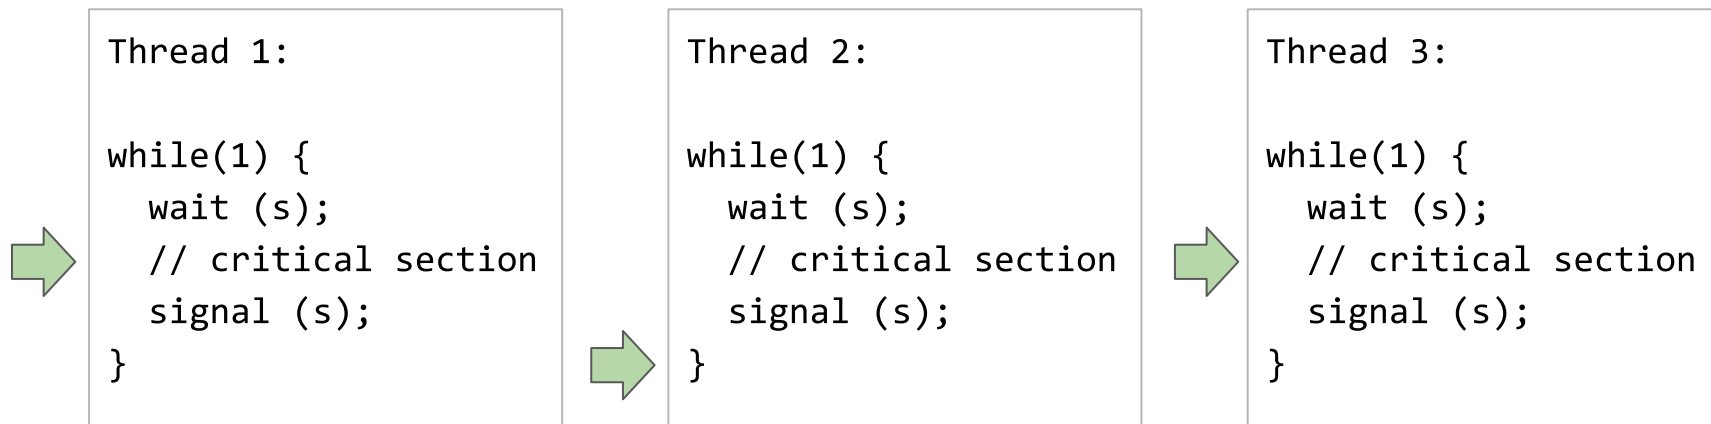 Thread 1:
while(1) {
  wait (s);
  // critical section
  signal (s);
}
Thread 2:
while(1) {
  wait (s);
  // critical section
  signal (s);
}
Thread 3:
while(1) {
  wait (s);
  // critical section
  signal (s);
}